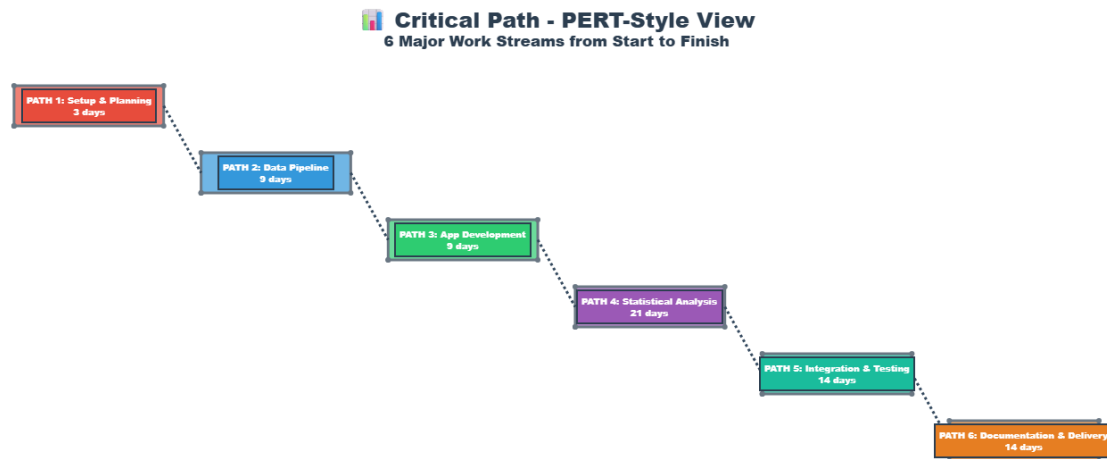 Critical Path - PERT-Style View
6 Major Work Streams from Start to Finish
PATH 1: Setup & Planning
3 days
PATH 2: Data Pipeline
9 days
PATH 3: App Development
9 days
PATH 4: Statistical Analysis
21 days
PATH 5: Integration & Testing
14 days
PATH 6: Documentation & Delivery
14 days